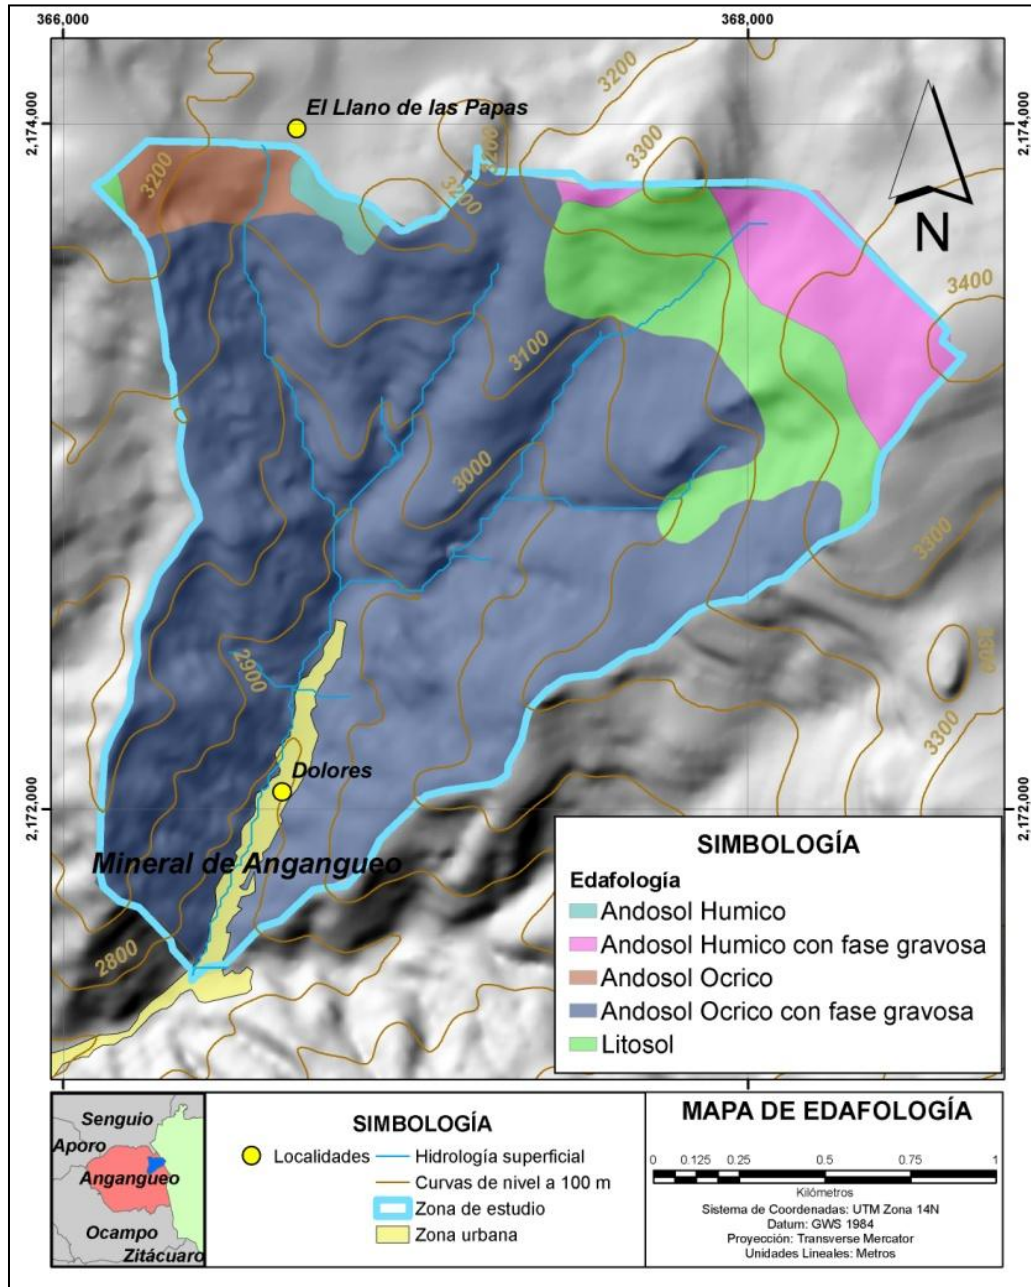 366,000
368,000
3200
El Llano de las Papas
2,174,000
2,174,000
3200
3300
3200
3200
N
3400
3100
3000
3300
2900
3300
3300
Dolores
2,172,000
2,172,000
Mineral de Angangueo
2800
SIMBOLOGÍA
Edafología
Andosol Humico
Andosol Humico con fase gravosa
Andosol Ocrico
Andosol Ocrico con fase gravosa
Litosol
Senguio
Aporo
Angangueo
Ocampo
Zitácuaro
SIMBOLOGÍA
Localidades
Hidrología superficial
Curvas de nivel a 100 m
Zona de estudio
Zona urbana
MAPA DE EDAFOLOGÍA
0 0.125 0.25 0.5 0.75 1
Kilómetros
Sistema de Coordenadas: UTM Zona 14N
Datum: GWS 1984
Proyección: Transverse Mercator
Unidades Lineales: Metros